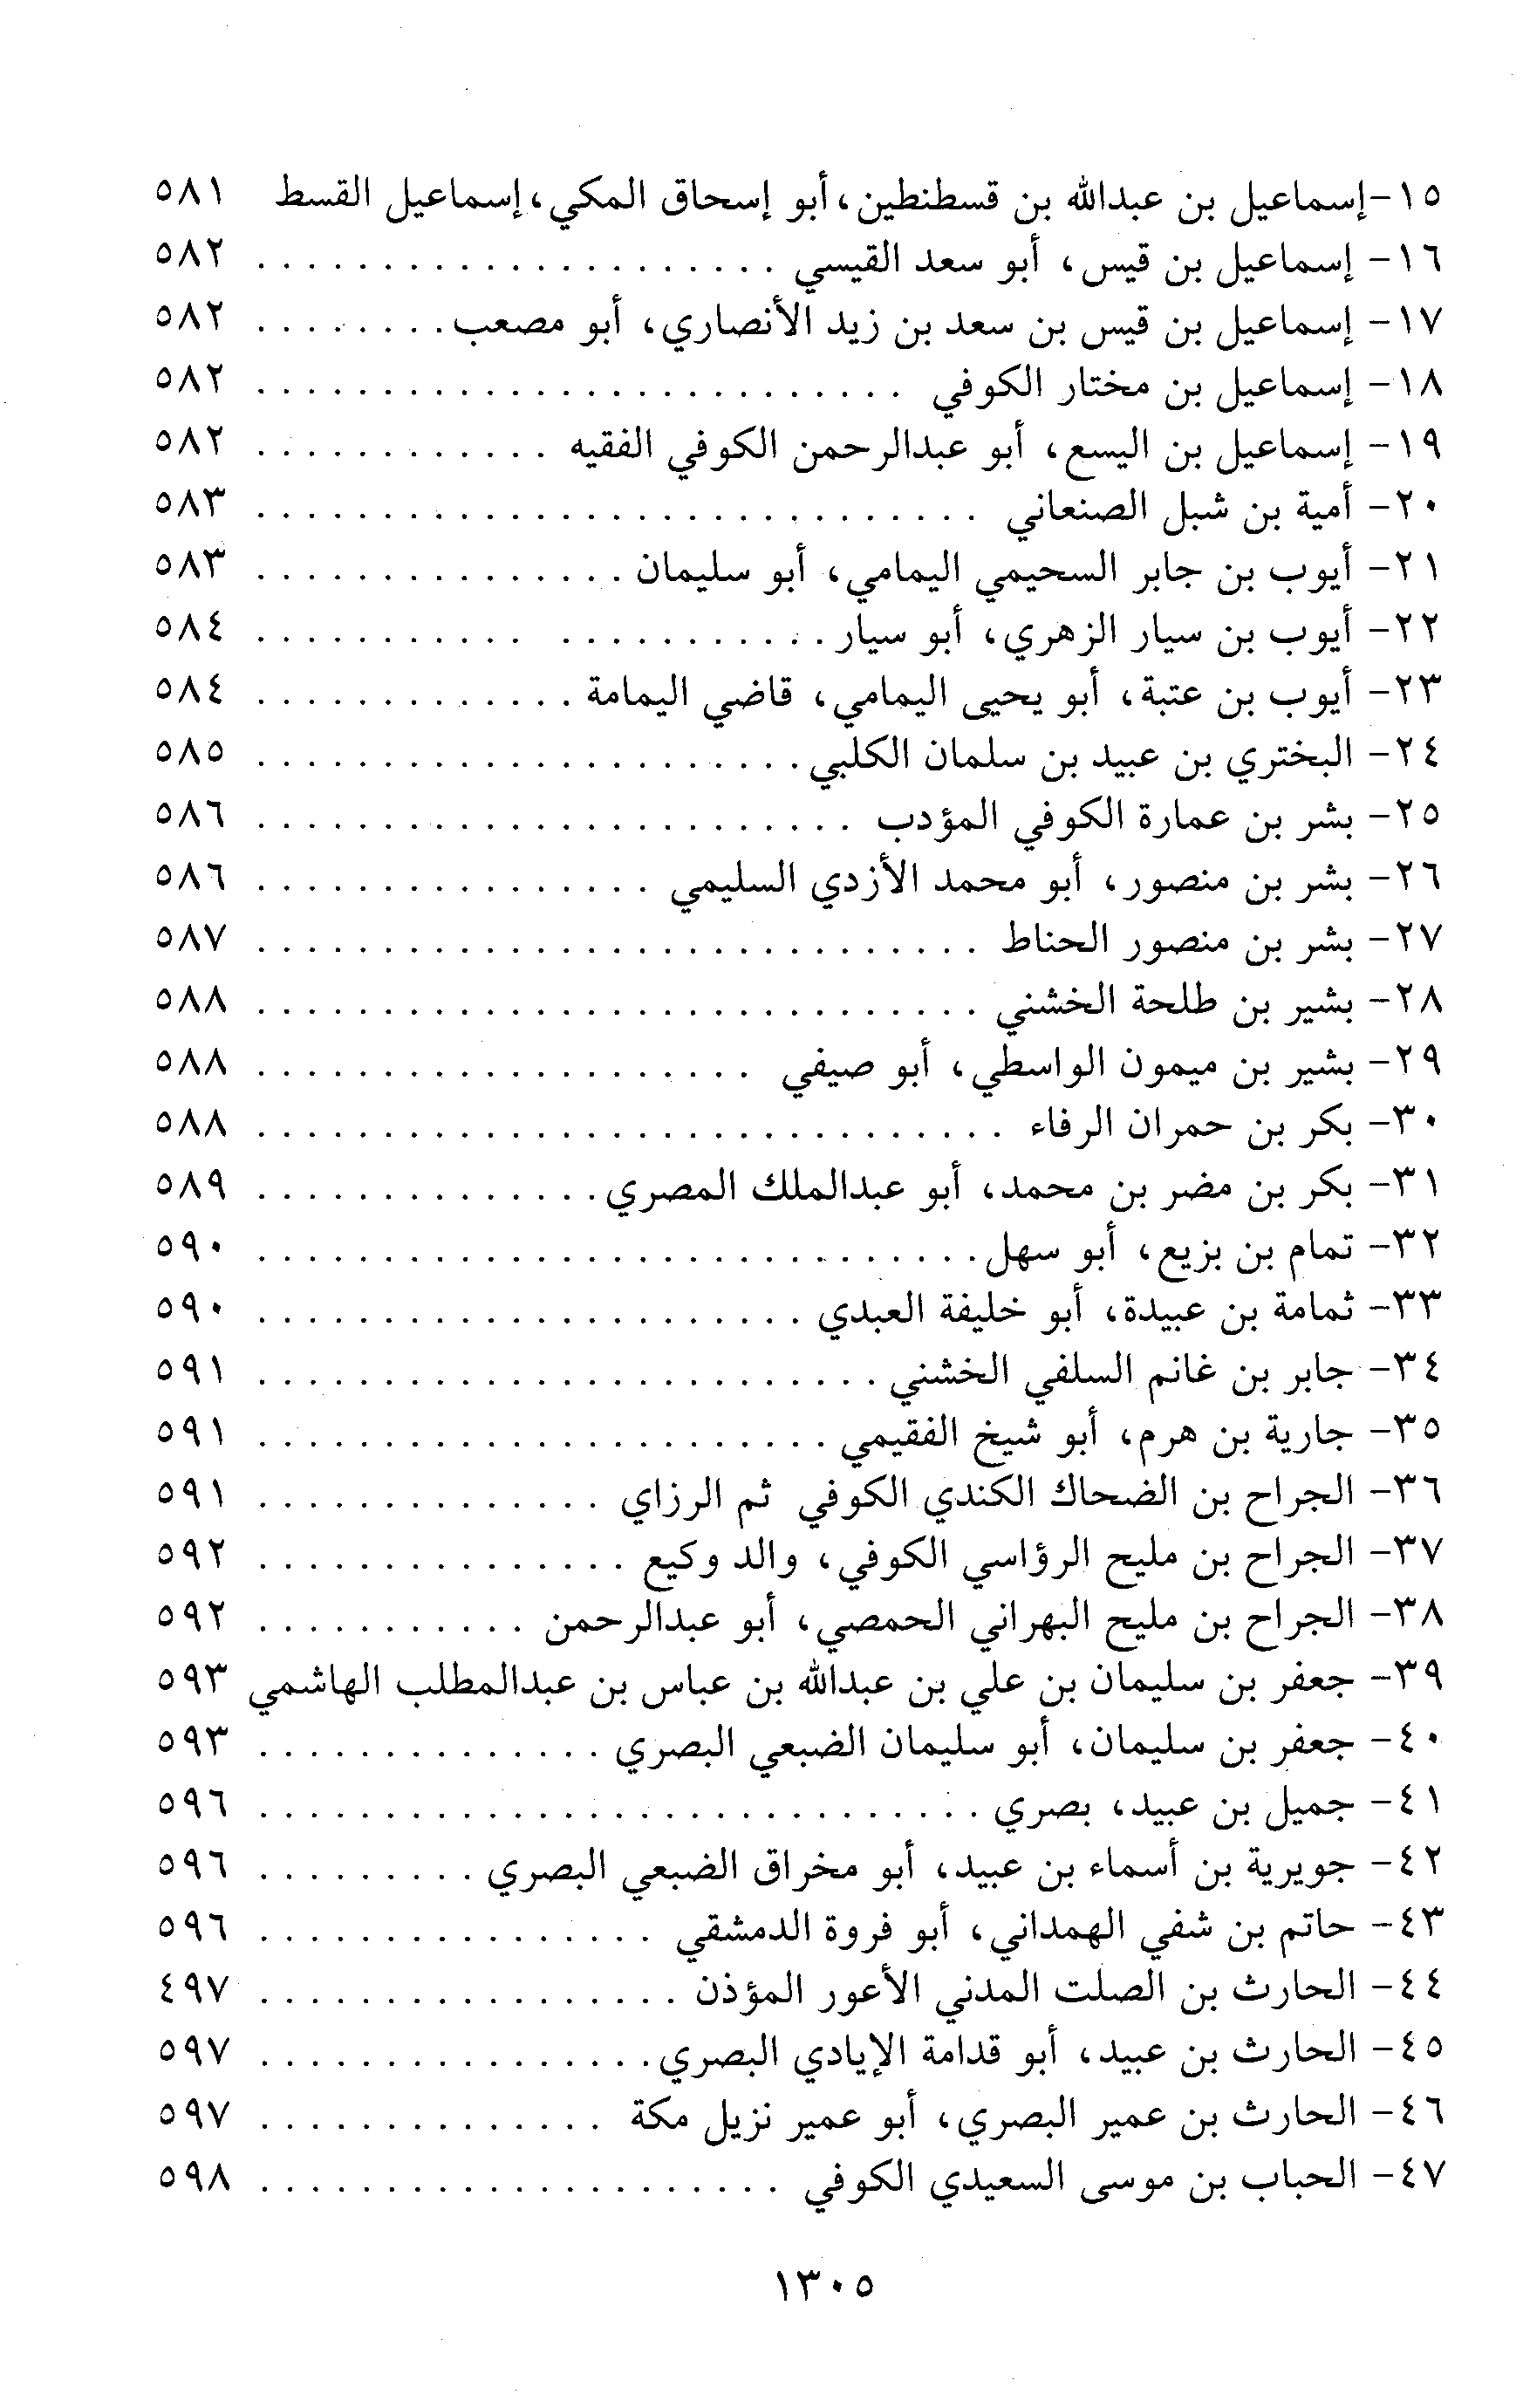 ١٥-إسماعيل بن عبدالله بن قسطنطين، أبو إسحاق المكي، إسماعيل القسط ٥٨١
١٦- إسماعيل بن قيس، أبو سعد القيسي . . . . . . . . . . . . . . . . . . . . . ٥٨٢
١٧- إسماعيل بن قيس بن سعد بن زيد الأنصاري، أبو مصعب . . . . . . . . ٥٨٢
١٨- إسماعيل بن مختار الكوفي . . . . . . . . . . . . . . . . . . . . . . . . . . ٥٨٢
١٩- إسماعيل بن اليسع، أبو عبدالرحمن الكوفي الفقيه . . . . . . . . . . . . ٥٨٢
٢٠- أمية بن شبل الصنعاني . . . . . . . . . . . . . . . . . . . . . . . . . . . . . ٥٨٣
٢١- أيوب بن جابر السحيمي اليمامي، أبو سليمان . . . . . . . . . . . . . . . ٥٨٣
٢٢- أيوب بن سيار الزهري، أبو سيار . . . . . . . . . . . . . . . . . . . . . . ٥٨٤
٢٣- أيوب بن عتبة، أبو يحيى اليمامي، قاضي اليمامة . . . . . . . . . . . . . ٥٨٤
٢٤- البختري بن عبيد بن سلمان الكلبي . . . . . . . . . . . . . . . . . . . . . . ٥٨٥
٢٥- بشر بن عمارة الكوفي المؤدب . . . . . . . . . . . . . . . . . . . . . . . . ٥٨٦
٢٦- بشر بن منصور، أبو محمد الأزدي السليمي . . . . . . . . . . . . . . . . ٥٨٦
٢٧- بشر بن منصور الحناط . . . . . . . . . . . . . . . . . . . . . . . . . . . . . ٥٨٧
٢٨- بشير بن طلحة الخشني . . . . . . . . . . . . . . . . . . . . . . . . . . . . . ٥٨٨
٢٩- بشير بن ميمون الواسطي، أبو صيفي . . . . . . . . . . . . . . . . . . . . ٥٨٨
٣٠- بكر بن حمران الرفاء . . . . . . . . . . . . . . . . . . . . . . . . . . . . . . ٥٨٨
٣١- بكر بن مضر بن محمد، أبو عبدالملك المصري . . . . . . . . . . . . . . ٥٨٩
٣٢- تمام بن بزيع، أبو سهل . . . . . . . . . . . . . . . . . . . . . . . . . . . . . ٥٩٠
٣٣- ثمامة بن عبيدة، أبو خليفة العبدي . . . . . . . . . . . . . . . . . . . . . . ٥٩٠
٣٤- جابر بن غانم السلفي الخشني . . . . . . . . . . . . . . . . . . . . . . . . . ٥٩١
٣٥- جارية بن هرم، أبو شيخ الفقيمي . . . . . . . . . . . . . . . . . . . . . . . ٥٩١
٣٦- الجراح بن الضحاك الكندي الكوفي ثم الرزاي . . . . . . . . . . . . . . ٥٩١
٣٧- الجراح بن مليح الرؤاسي الكوفي، والد وكيع . . . . . . . . . . . . . . . ٥٩٢
٣٨- الجراح بن مليح البهراني الحمصي، أبو عبدالرحمن . . . . . . . . . . . ٥٩٢
٣٩- جعفر بن سليمان بن علي بن عبدالله بن عباس بن عبدالمطلب الهاشمي ٥٩٣
٤٠- جعفر بن سليمان، أبو سليمان الضبعي البصري . . . . . . . . . . . . . . ٥٩٣
٤١- جميل بن عبيد، بصري . . . . . . . . . . . . . . . . . . . . . . . . . . . . . ٥٩٦
٤٢- جويرية بن أسماء بن عبيد، أبو مخراق الضبعي البصري . . . . . . . . . ٥٩٦
٤٣- حاتم بن شفي الهمداني، أبو فروة الدمشقي . . . . . . . . . . . . . . . . ٥٩٦
٤٤- الحارث بن الصلت المدني الأعور المؤذن . . . . . . . . . . . . . . . . . ٤٩٧
٤٥- الحارث بن عبيد، أبو قدامة الإيادي البصري . . . . . . . . . . . . . . . . ٥٩٧
٤٦- الحارث بن عمير البصري، أبو عمير نزيل مكة . . . . . . . . . . . . . . ٥٩٧
٤٧- الحباب بن موسى السعيدي الكوفي . . . . . . . . . . . . . . . . . . . . . ٥٩٨
١٣٠٥